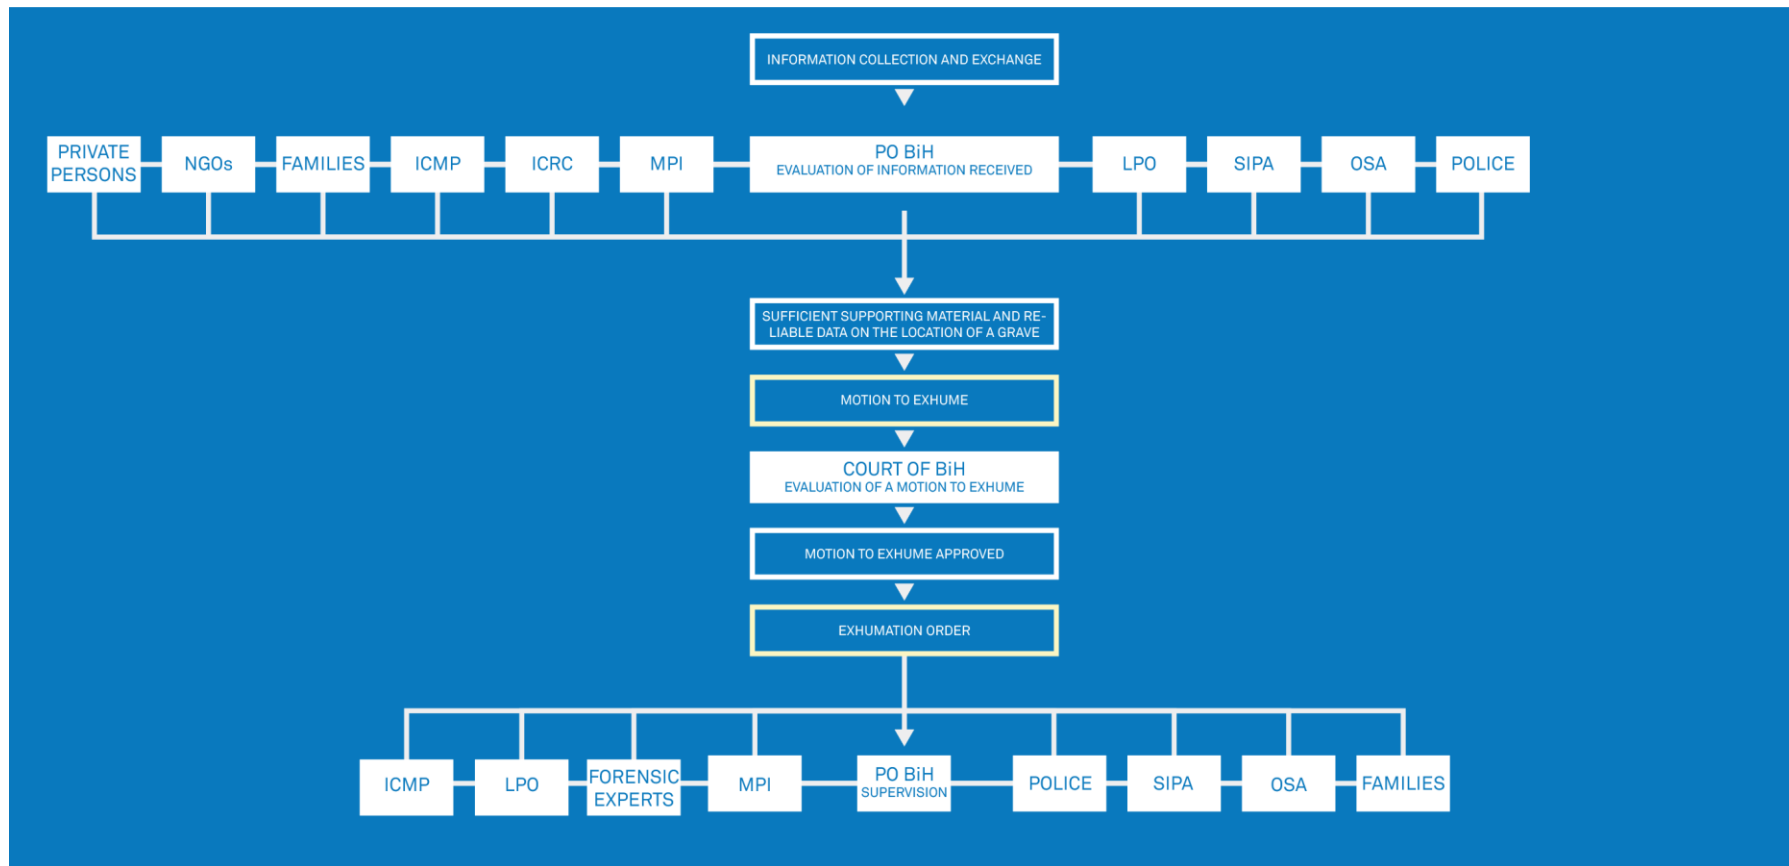 INFORMATION COLLECTION AND EXCHANGE
PRIVATE
PERSONS
NGOs
FAMILIES
ICMP
ICRC
MPI
PO BiH
EVALUATION OF INFORMATION RECEIVED
LPO
SIPA
OSA
POLICE
SUFFICIENT SUPPORTING MATERIAL AND RE-
LIABLE DATA ON THE LOCATION OF A GRAVE
MOTION TO EXHUME
COURT OF BiH
EVALUATION OF A MOTION TO EXHUME
MOTION TO EXHUME APPROVED
EXHUMATION ORDER
ICMP
LPO
FORENSIC
EXPERTS
MPI
PO BiH
SUPERVISION
POLICE
SIPA
OSA
FAMILIES